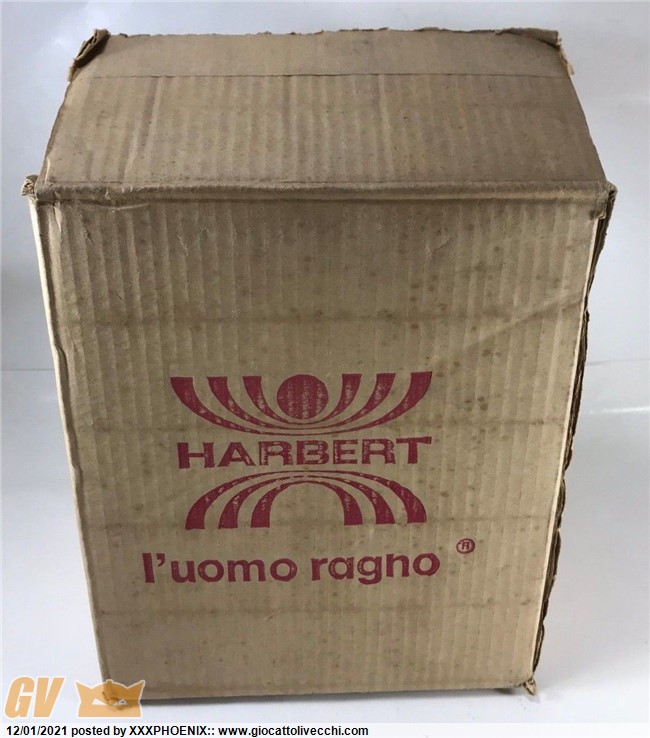 HARBERT
l'uomo ragno ®
GV
12/01/2021 posted by XXXPHOENIX:: www.giocattolivecchi.com